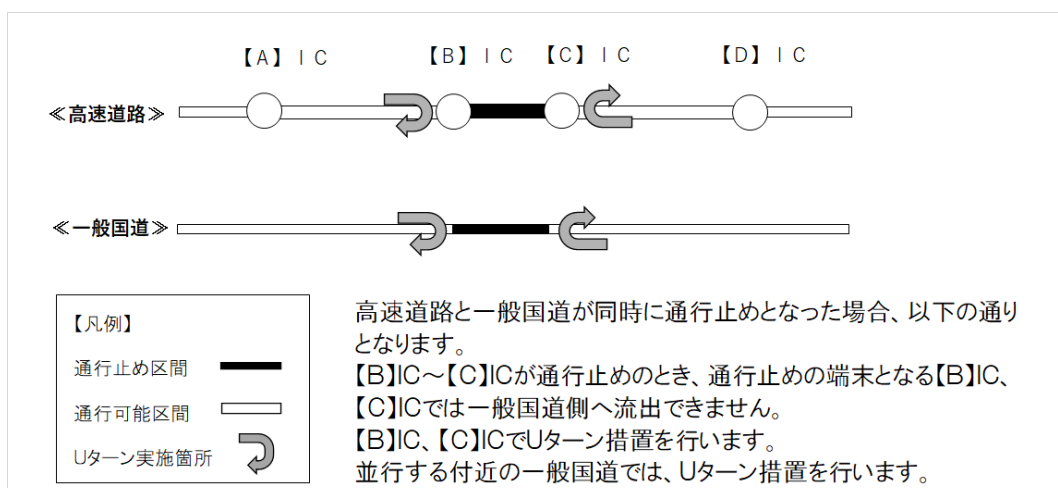 【A】IC 【B】IC 【C】IC 【D】IC
≪高速道路≫
≪一般国道≫
【凡例】
通行止め区間
通行可能区間
Uターン実施箇所
高速道路と一般国道が同時に通行止めとなった場合、以下の通り
となります。
【B】IC～【C】ICが通行止めのとき、通行止めの端末となる【B】IC、
【C】ICでは一般国道側へ流出できません。
【B】IC、【C】ICでUターン措置を行います。
並行する付近の一般国道では、Uターン措置を行います。